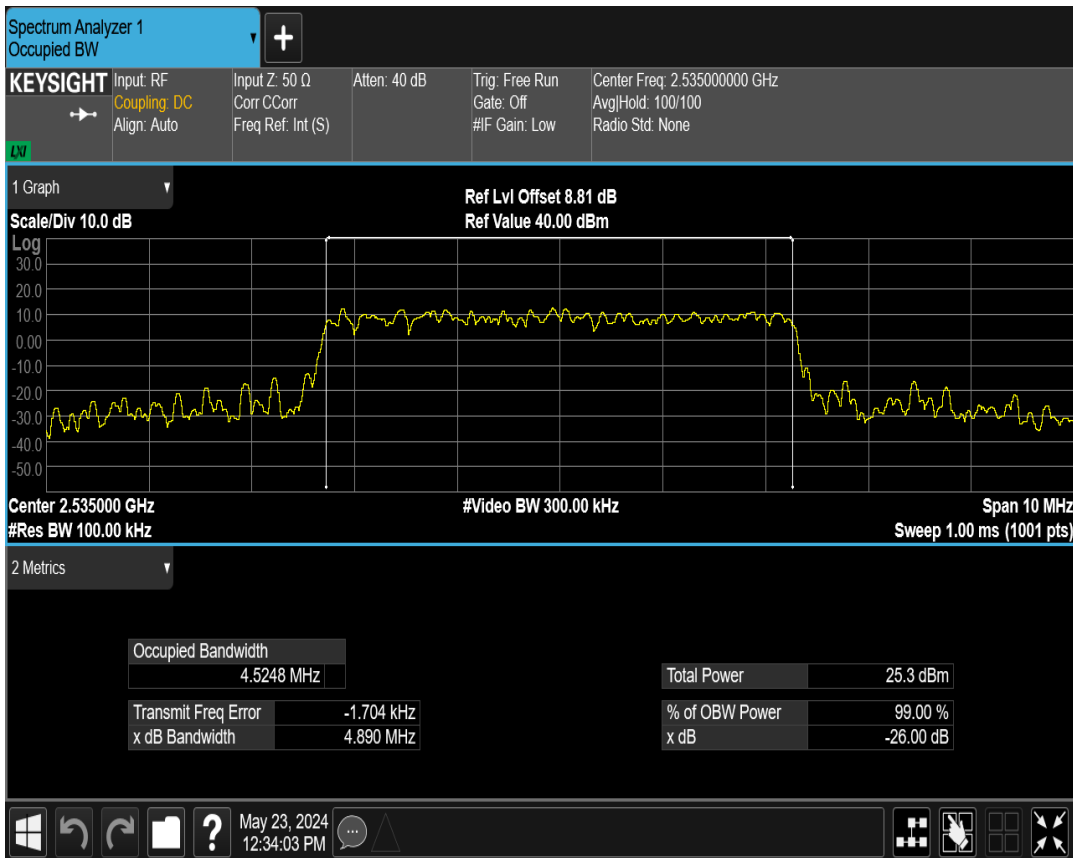 Spectrum Analyzer 1
Occupied BW
KEYSIGHT
LXI
Input: RF
Coupling: DC
Align: Auto
Input Z: 50 Ω
Corr CCorr
Freq Ref: Int (S)
Atten: 40 dB
Trig: Free Run
Gate: Off
#IF Gain: Low
Center Freq: 2.535000000 GHz
Avg|Hold: 100/100
Radio Std: None
1 Graph
Scale/Div 10.0 dB
Ref Lvl Offset 8.81 dB
Ref Value 40.00 dBm
Log
30.0
20.0
10.0
0.00
-10.0
-20.0
-30.0
-40.0
-50.0
Center 2.535000 GHz
#Res BW 100.00 kHz
#Video BW 300.00 kHz
Span 10 MHz
Sweep 1.00 ms (1001 pts)
2 Metrics
Occupied Bandwidth
4.5248 MHz
Transmit Freq Error -1.704 kHz
x dB Bandwidth 4.890 MHz
Total Power 25.3 dBm
% of OBW Power 99.00 %
x dB -26.00 dB
?
May 23, 2024
12:34:03 PM